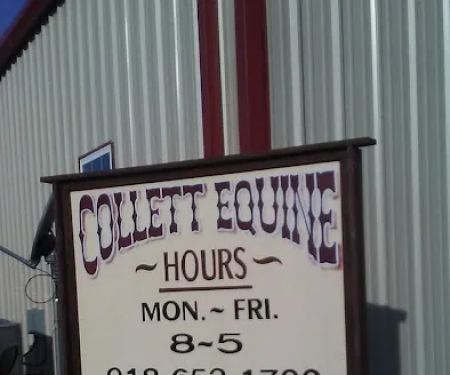 COLLETT EQUINE
~ HOURS ~
MON. ~ FRI.
8~5